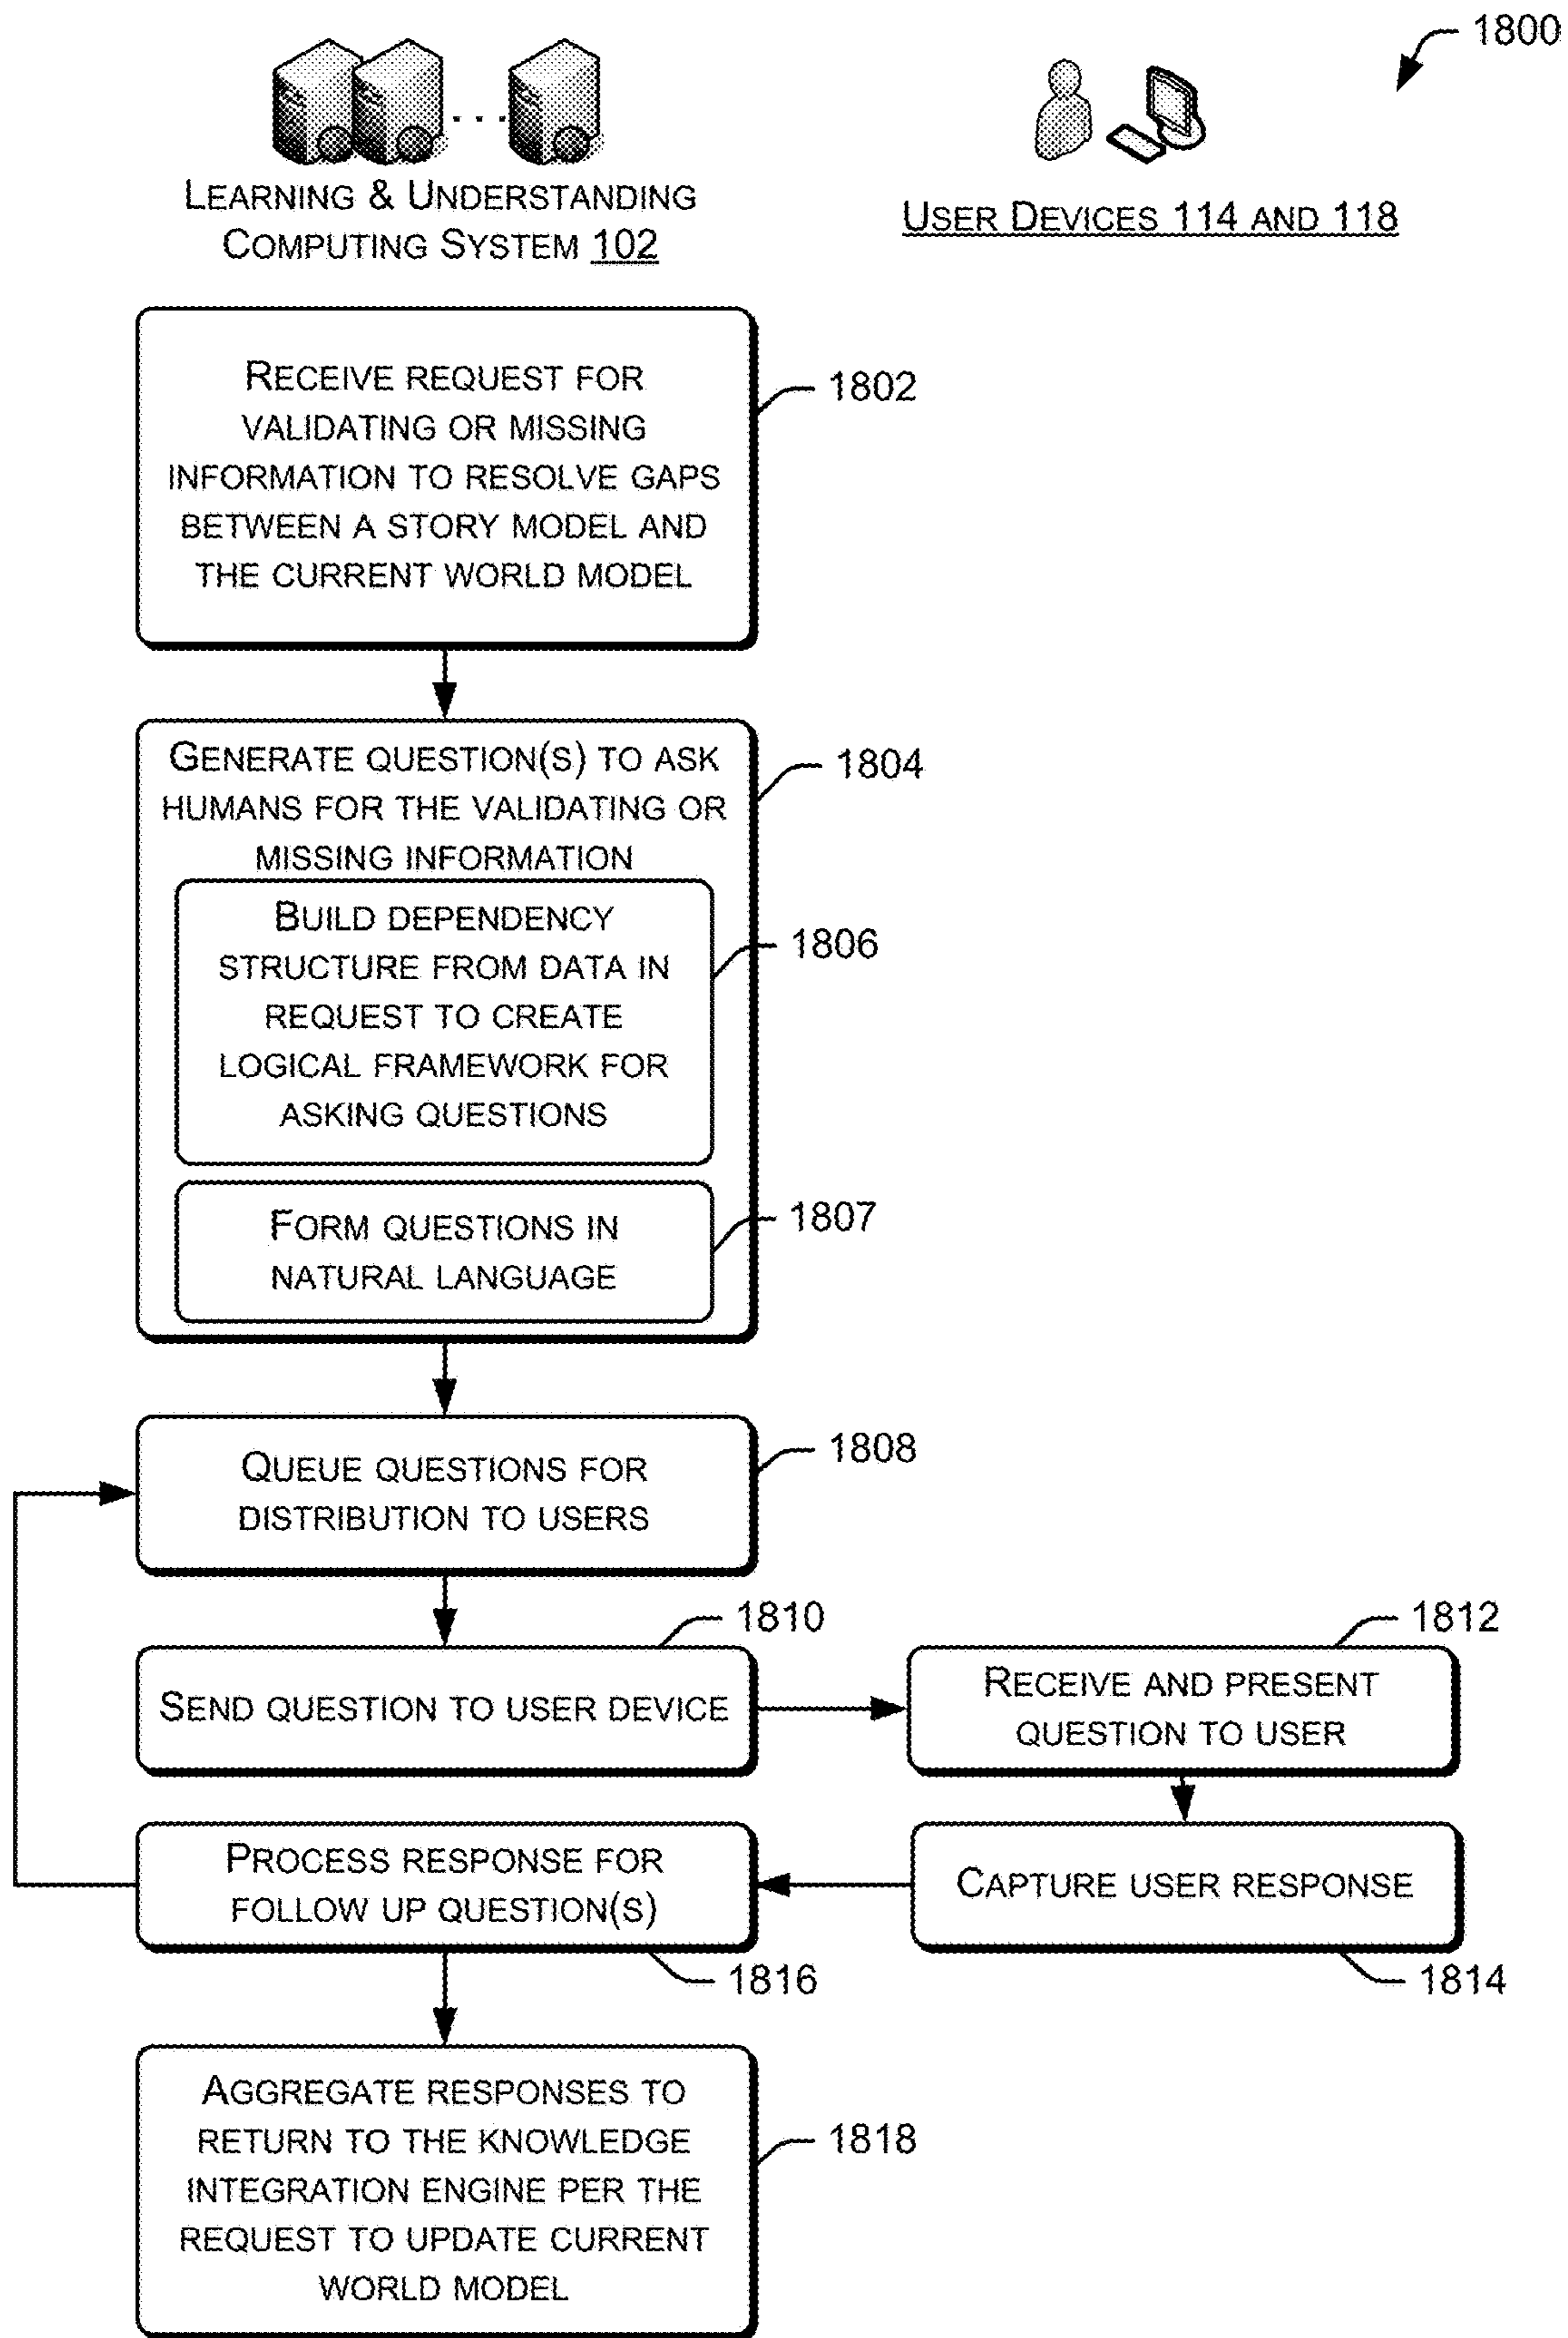 1800
LEARNING & UNDERSTANDING
COMPUTING SYSTEM 102
USER DEVICES 114 AND 118
RECEIVE REQUEST FOR
VALIDATING OR MISSING
INFORMATION TO RESOLVE GAPS
BETWEEN A STORY MODEL AND
THE CURRENT WORLD MODEL
1802
GENERATE QUESTION(S) TO ASK
HUMANS FOR THE VALIDATING OR
MISSING INFORMATION
1804
BUILD DEPENDENCY
STRUCTURE FROM DATA IN
REQUEST TO CREATE
LOGICAL FRAMEWORK FOR
ASKING QUESTIONS
1806
FORM QUESTIONS IN
NATURAL LANGUAGE
1807
QUEUE QUESTIONS FOR
DISTRIBUTION TO USERS
1808
1810
SEND QUESTION TO USER DEVICE
1812
RECEIVE AND PRESENT
QUESTION TO USER
CAPTURE USER RESPONSE
1814
PROCESS RESPONSE FOR
FOLLOW UP QUESTION(S)
1816
AGGREGATE RESPONSES TO
RETURN TO THE KNOWLEDGE
INTEGRATION ENGINE PER THE
REQUEST TO UPDATE CURRENT
WORLD MODEL
1818